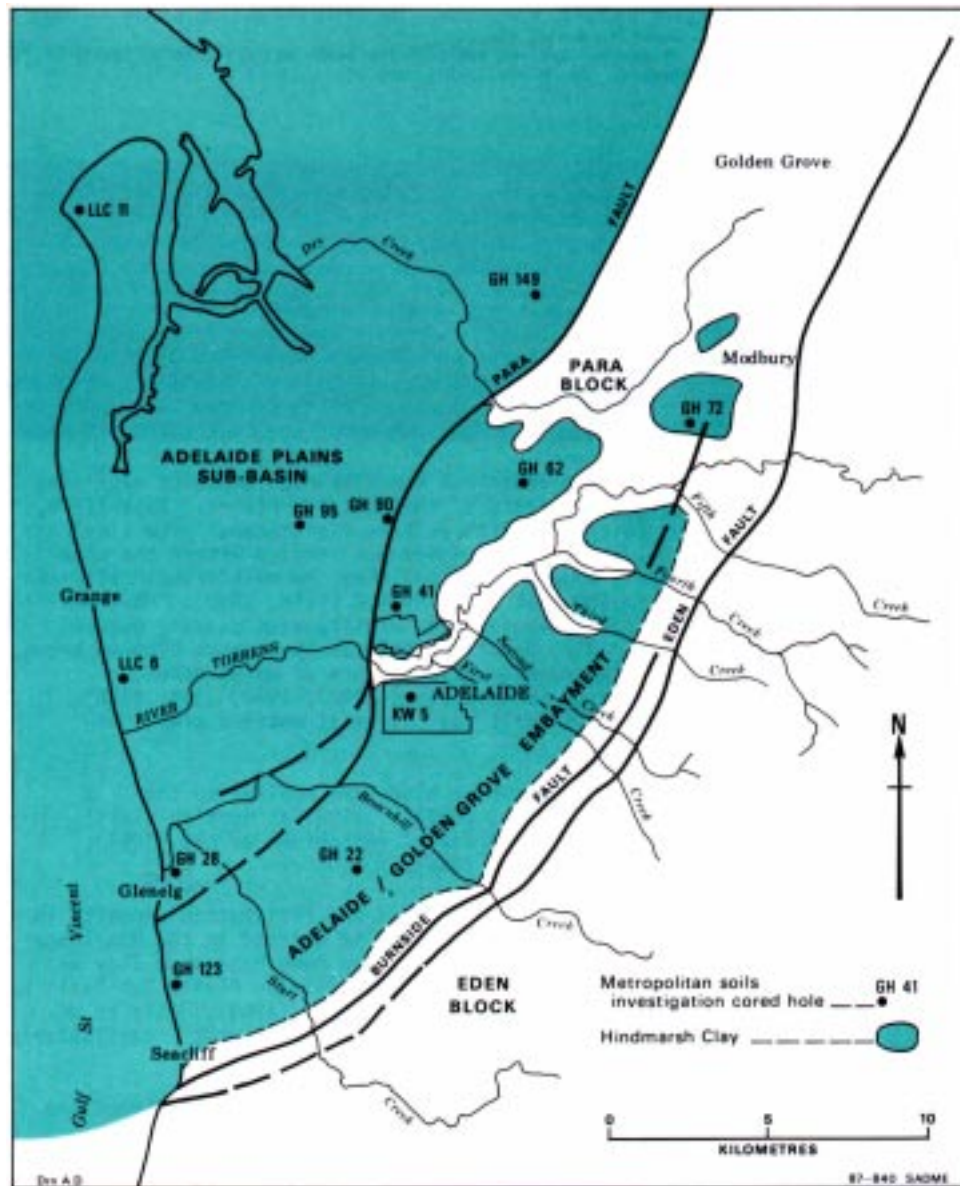 Golden Grove
FAULT
LLC 11
Dry
Creek
GH 149
PARA
PARA
BLOCK
Modbury
GH 72
ADELAIDE PLAINS
SUB-BASIN
GH 62
GH 95
GH 80
Fifth
FAULT
Grange
GH 41
Fourth
Creek
Third
Creek
EDEN
Creek
LLC 8
RIVER
TORRENS
First
Second
ADELAIDE
KW 5
Creek
Creek
N
ADELAIDE / GOLDEN GROVE EMBAYMENT
FAULT
Brownhill
GH 28
GH 22
Glenelg
BURNSIDE
Creek
Vincent
St
Gulf
GH 123
Sturt
EDEN
BLOCK
Seacliff
Creek
Metropolitan soils
investigation cored hole
GH 41
Hindmarsh Clay
0 5 10
KILOMETRES
Drn A D
87-840 SADME